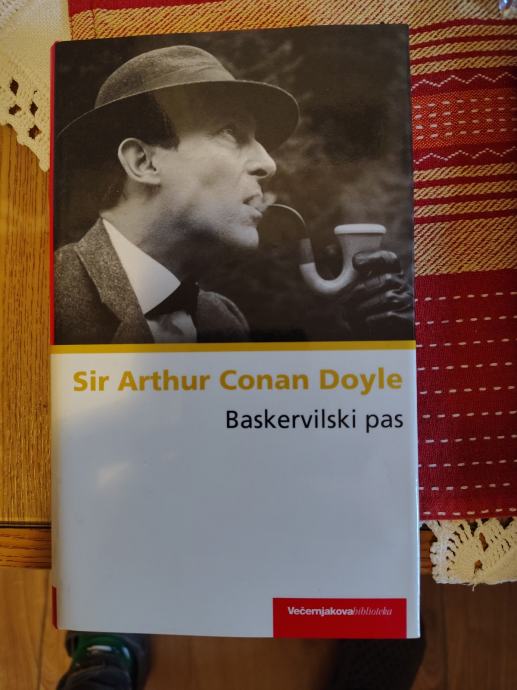 Sir Arthur Conan Doyle
Baskervilski pas
Večernjakovabiblioteka